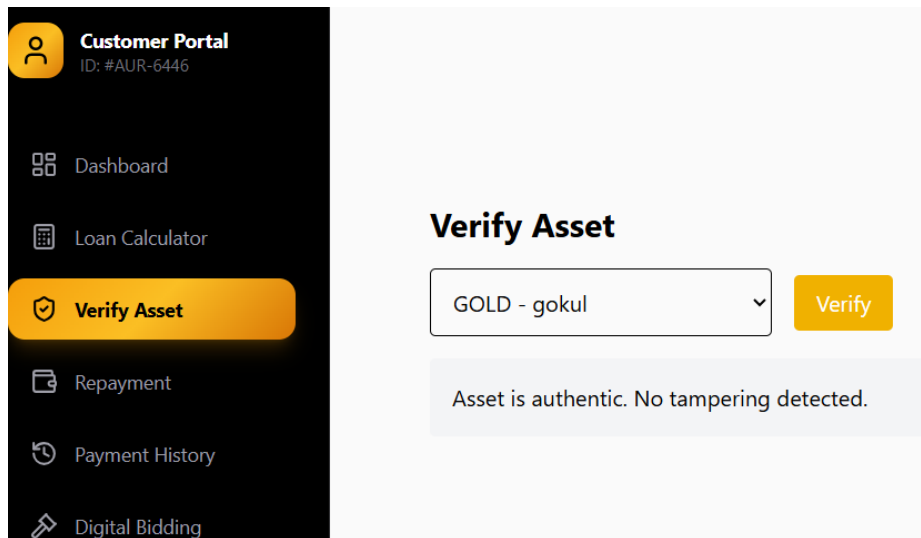 Customer Portal
ID: #AUR-6446
Dashboard
Loan Calculator
Verify Asset
Repayment
Payment History
Digital Bidding
Verify Asset
GOLD - gokul
Verify
Asset is authentic. No tampering detected.